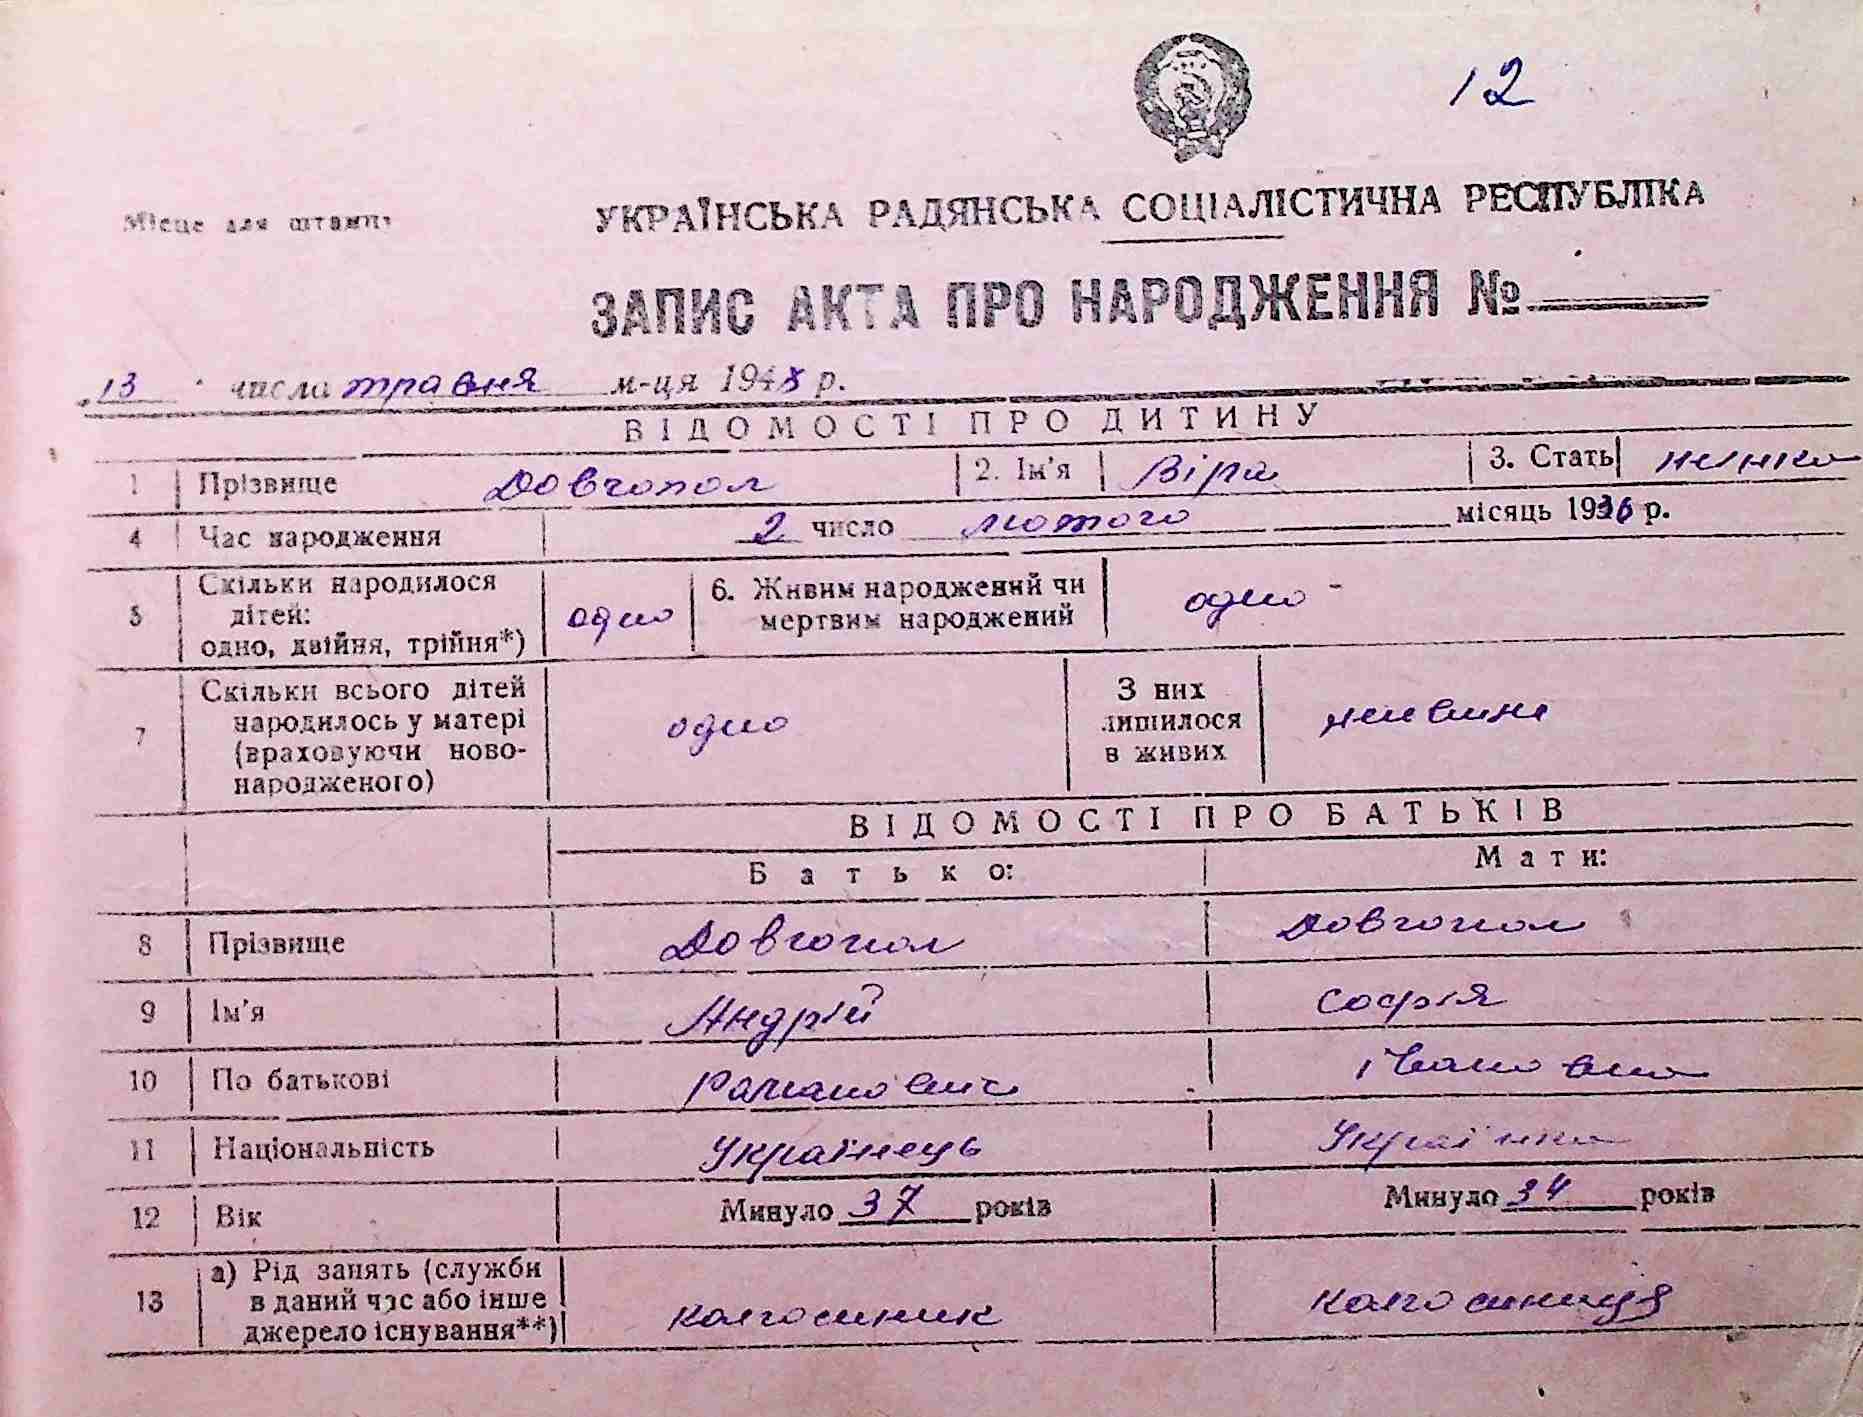 12
Місце для штампу
УКРАЇНСЬКА РАДЯНСЬКА СОЦІАЛІСТИЧНА РЕСПУБЛІКА
ЗАПИС АКТА ПРО НАРОДЖЕННЯ №
13 числа травня м-ця 1948 р.
ВІДОМОСТІ ПРО ДИТИНУ
1 Прізвище Довгопол 2. Ім'я Віра 3. Стать жінка
4 Час народження 2 число лютого місяць 1936 р.
5 Скільки народилося дітей: одно, двійня, трійня*) одно 6. Живим народжений чи мертвим народжений одно
7 Скільки всього дітей народилось у матері (враховуючи ново-народженого) одно З них лишилося в живих
ВІДОМОСТІ ПРО БАТЬКІВ
Батько: Мати:
8 Прізвище Довгопол Довгопол
9 Ім'я Андрій Софія
10 По батькові Романович Івановна
11 Національність Українець Українка
12 Вік Минуло 37 років Минуло 34 років
13 а) Рід занять (служби в даний час або інше джерело існування**) колгоспник колгоспниця